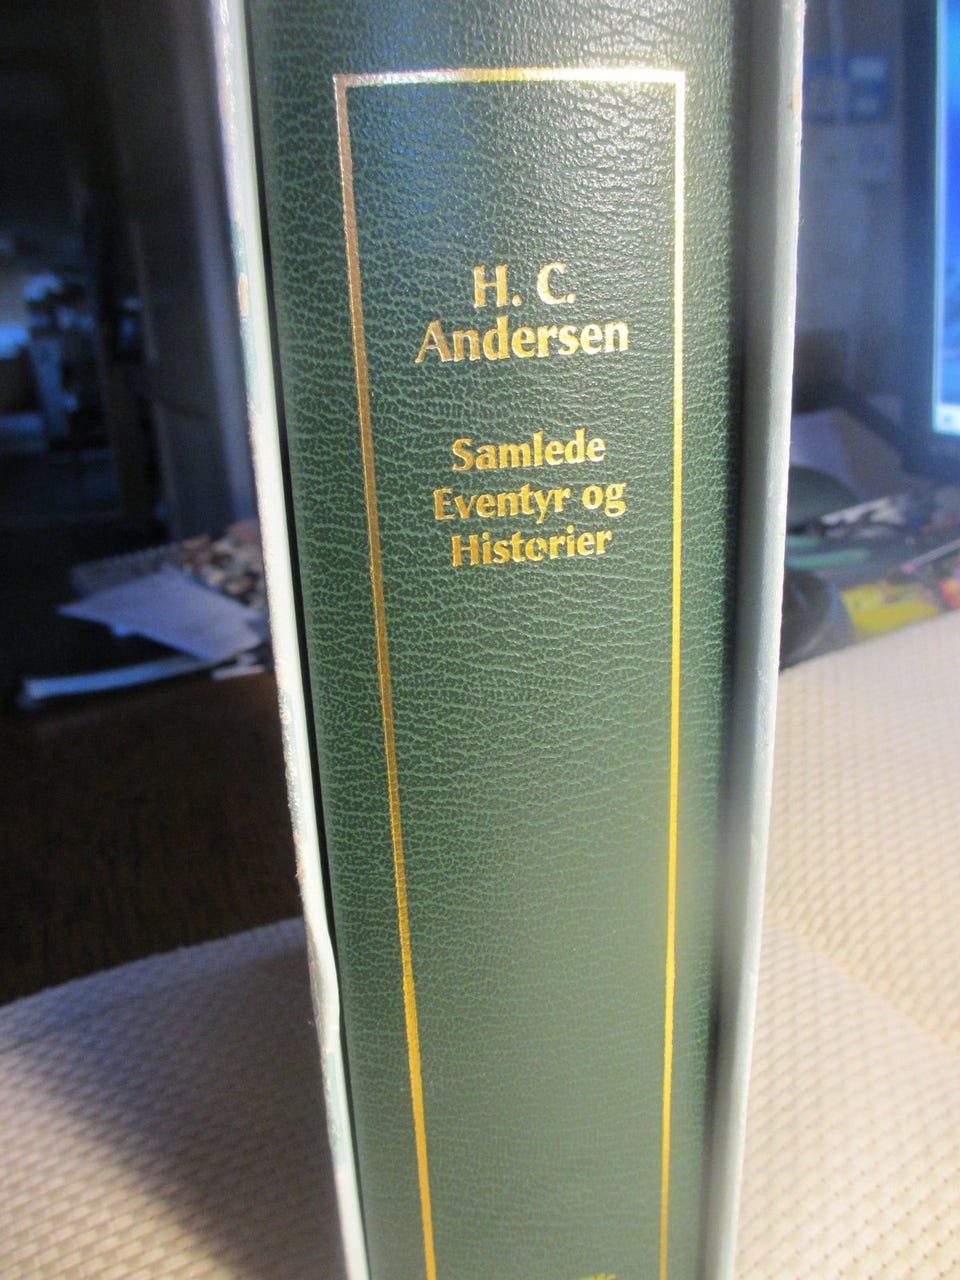 H. C.
Andersen
Samlede
Eventyr og
Historier